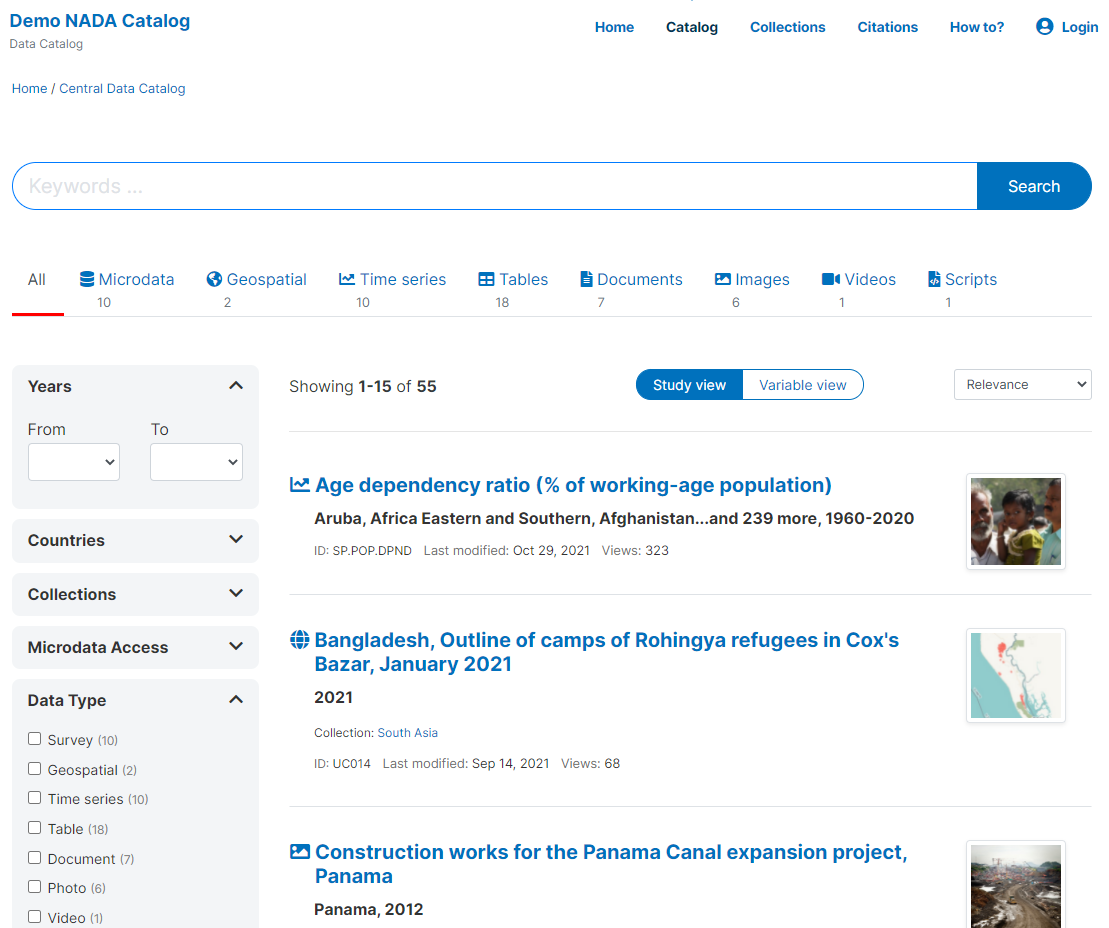 Demo NADA Catalog
Data Catalog
Home Catalog Collections Citations How to? Login
Home / Central Data Catalog
Keywords ...
Search
All Microdata Geospatial Time series Tables Documents Images Videos Scripts
10 2 10 18 7 6 1 1
Years
From To
Countries
Collections
Microdata Access
Data Type
Survey (10)
Geospatial (2)
Time series (10)
Table (18)
Document (7)
Photo (6)
Video (1)
Showing 1-15 of 55
Study view Variable view
Relevance
Age dependency ratio (% of working-age population)
Aruba, Africa Eastern and Southern, Afghanistan...and 239 more, 1960-2020
ID: SP.POP.DPND Last modified: Oct 29, 2021 Views: 323
Bangladesh, Outline of camps of Rohingya refugees in Cox's
Bazar, January 2021
2021
Collection: South Asia
ID: UC014 Last modified: Sep 14, 2021 Views: 68
Construction works for the Panama Canal expansion project,
Panama
Panama, 2012